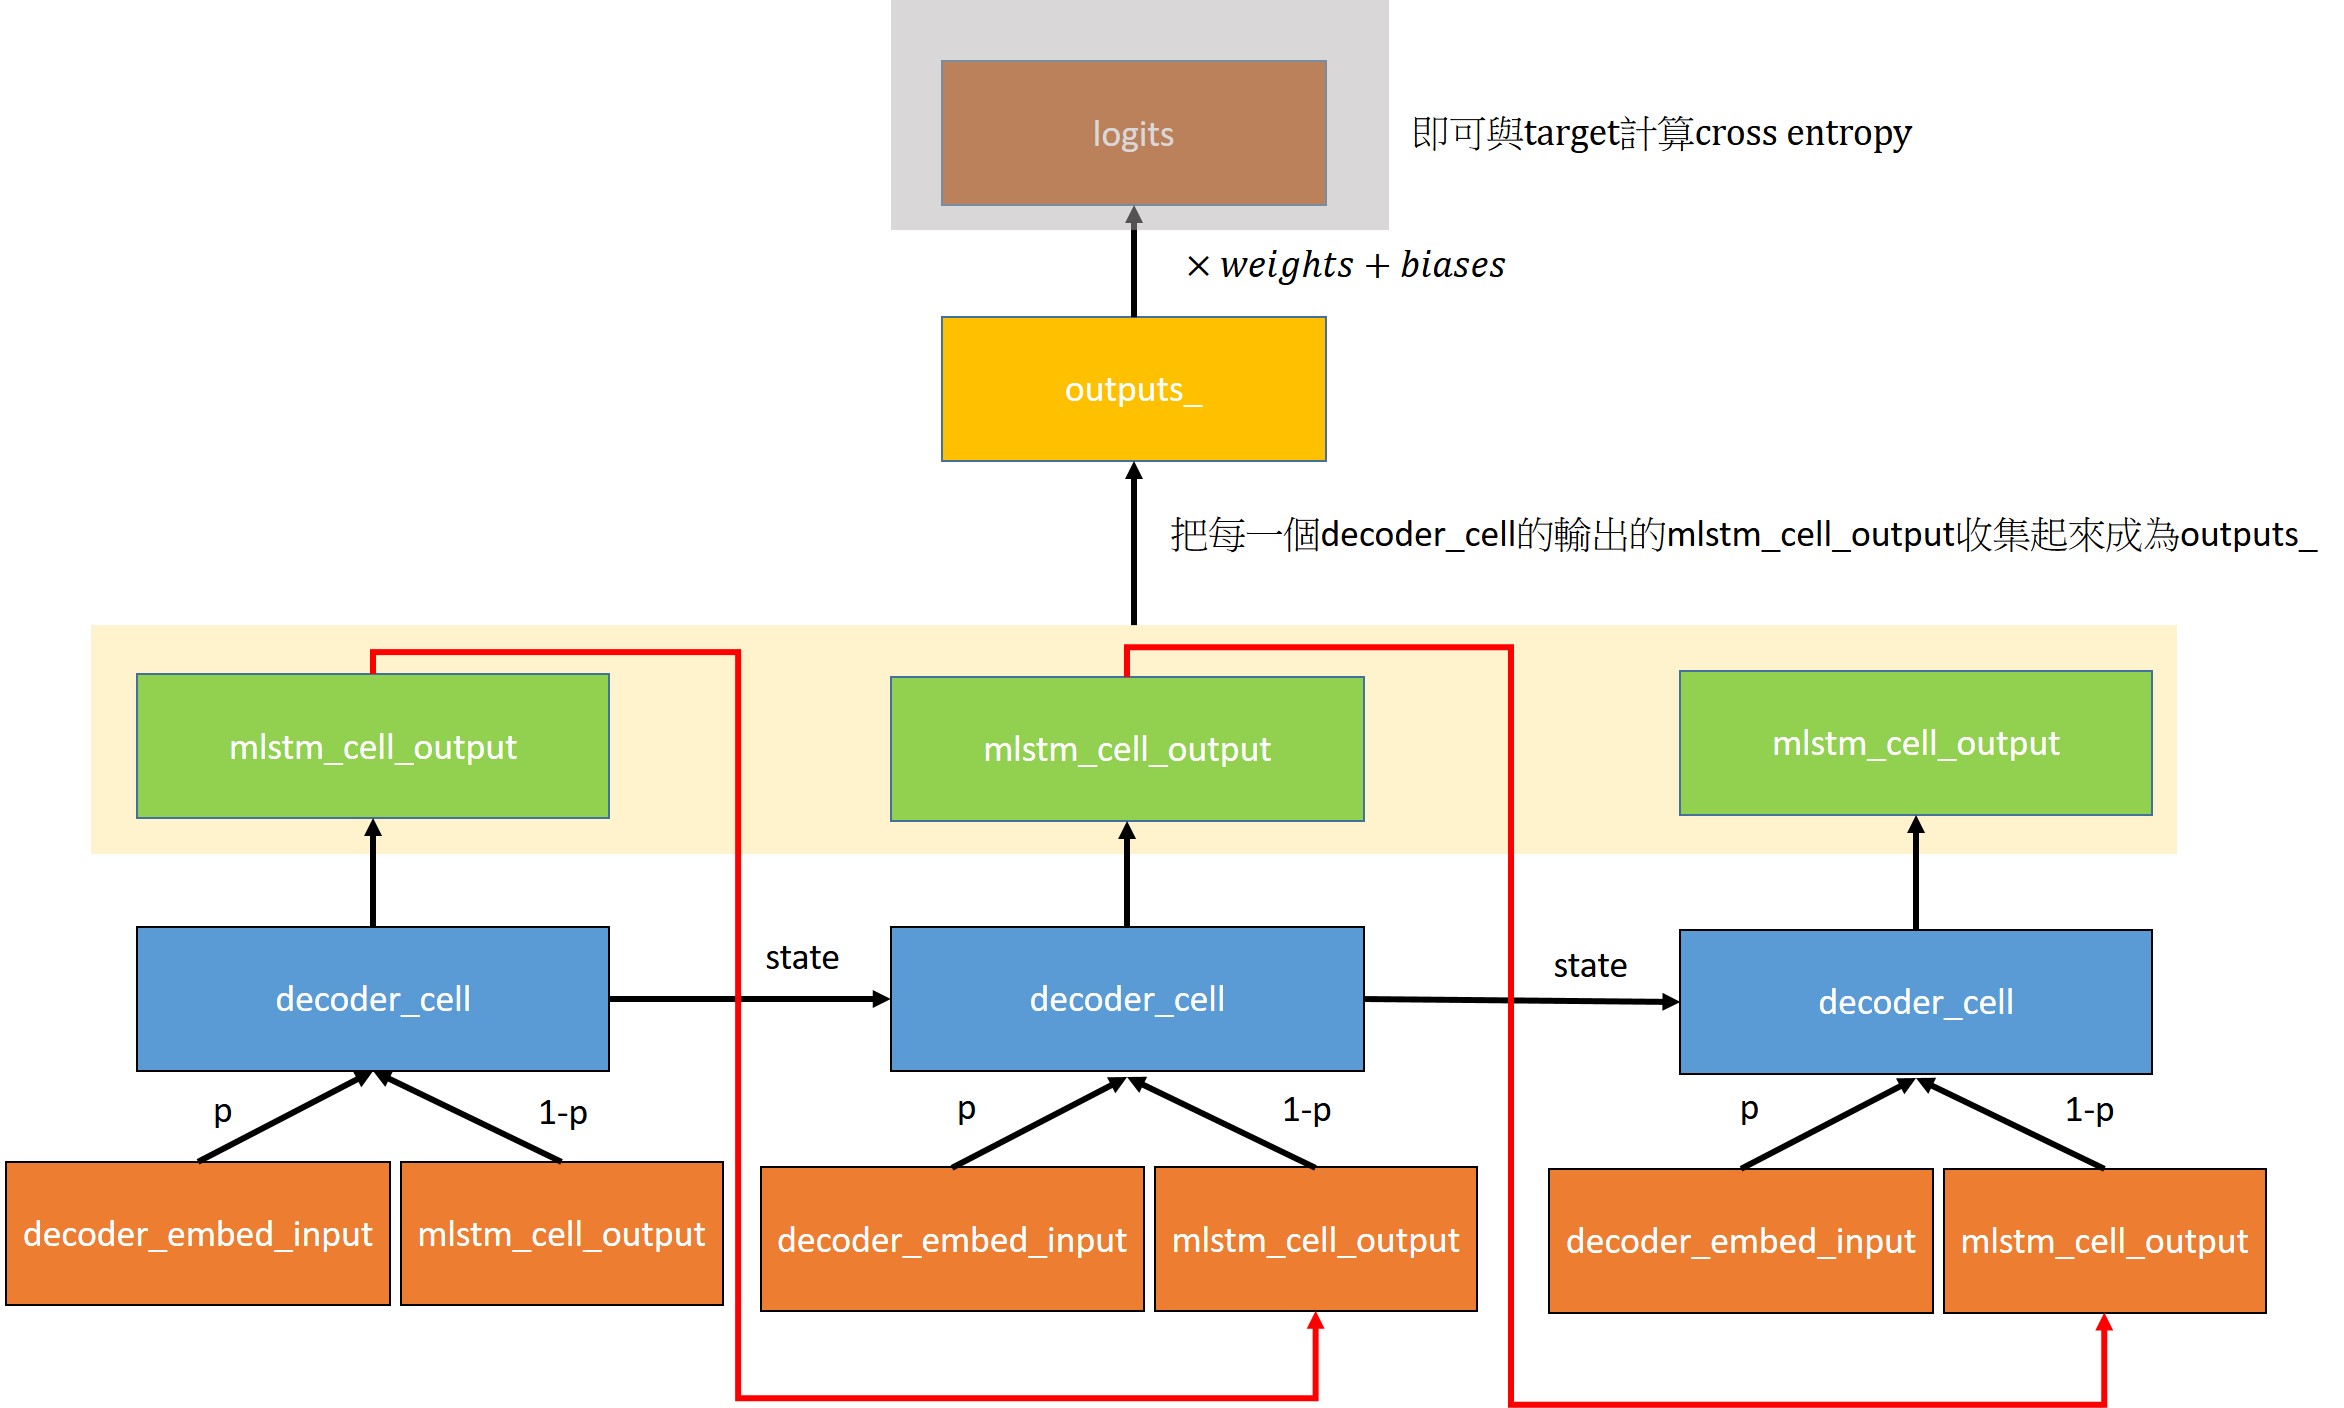 logits
即可與target計算cross entropy
× weights + biases
outputs_
把每一個decoder_cell的輸出的mlstm_cell_output收集起來成為outputs_
mlstm_cell_output
mlstm_cell_output
mlstm_cell_output
state
state
decoder_cell
decoder_cell
decoder_cell
p
1-p
p
1-p
p
1-p
decoder_embed_input
mlstm_cell_output
decoder_embed_input
mlstm_cell_output
decoder_embed_input
mlstm_cell_output